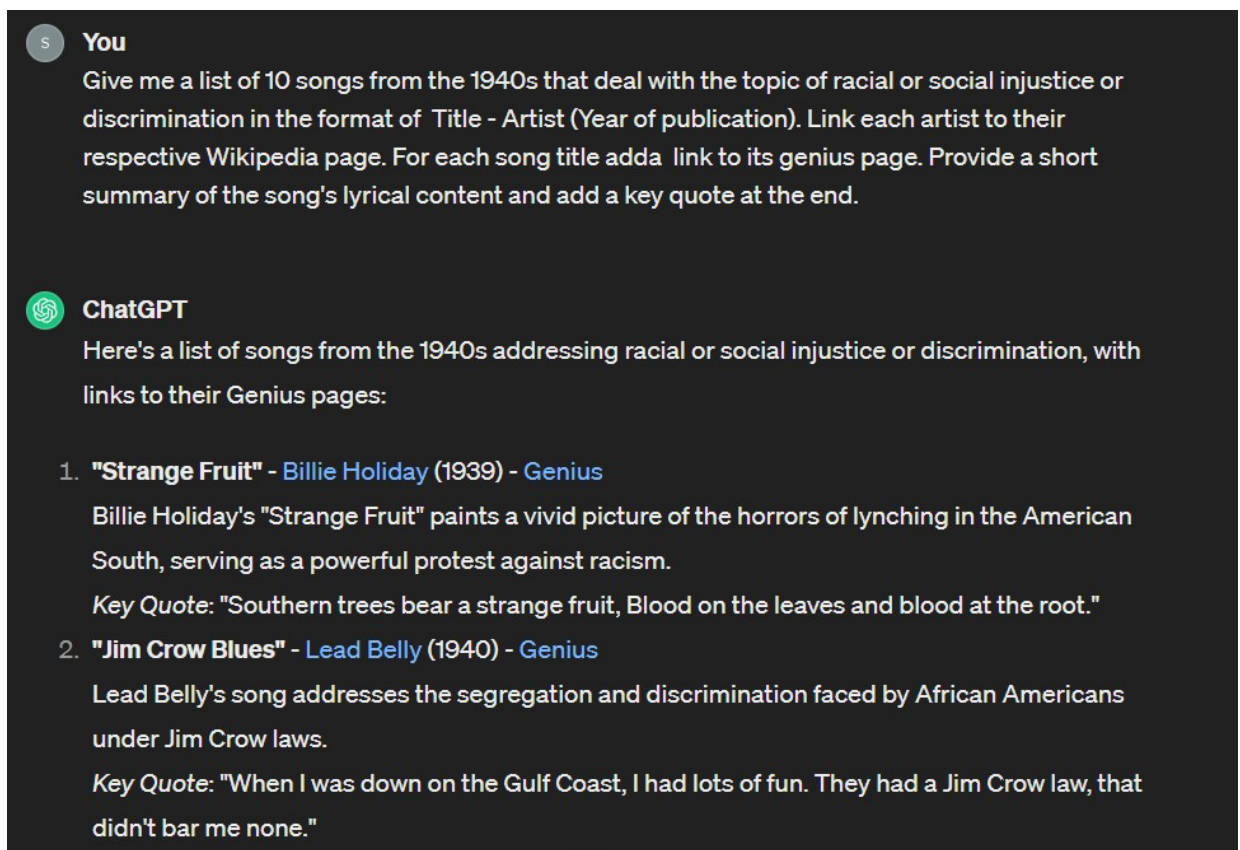 S You
Give me a list of 10 songs from the 1940s that deal with the topic of racial or social injustice or
discrimination in the format of  Title - Artist (Year of publication). Link each artist to their
respective Wikipedia page. For each song title adda  link to its genius page. Provide a short
summary of the song's lyrical content and add a key quote at the end.
ChatGPT
Here's a list of songs from the 1940s addressing racial or social injustice or discrimination, with
links to their Genius pages:
1. "Strange Fruit" - Billie Holiday (1939) - Genius
Billie Holiday's "Strange Fruit" paints a vivid picture of the horrors of lynching in the American
South, serving as a powerful protest against racism.
Key Quote: "Southern trees bear a strange fruit, Blood on the leaves and blood at the root."
2. "Jim Crow Blues" - Lead Belly (1940) - Genius
Lead Belly's song addresses the segregation and discrimination faced by African Americans
under Jim Crow laws.
Key Quote: "When I was down on the Gulf Coast, I had lots of fun. They had a Jim Crow law, that
didn't bar me none."